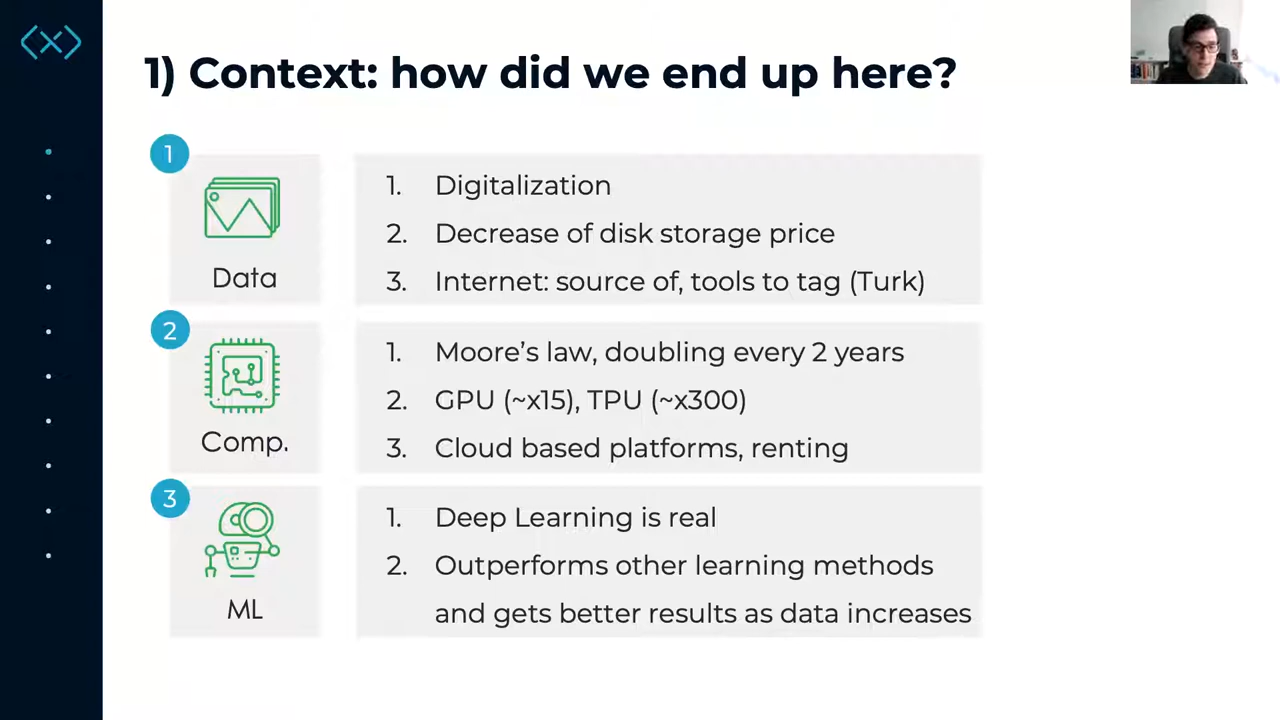 1) Context: how did we end up here?
1
Data
1. Digitalization
2. Decrease of disk storage price
3. Internet: source of, tools to tag (Turk)
2
Comp.
1. Moore’s law, doubling every 2 years
2. GPU (~x15), TPU (~x300)
3. Cloud based platforms, renting
3
ML
1. Deep Learning is real
2. Outperforms other learning methods
and gets better results as data increases